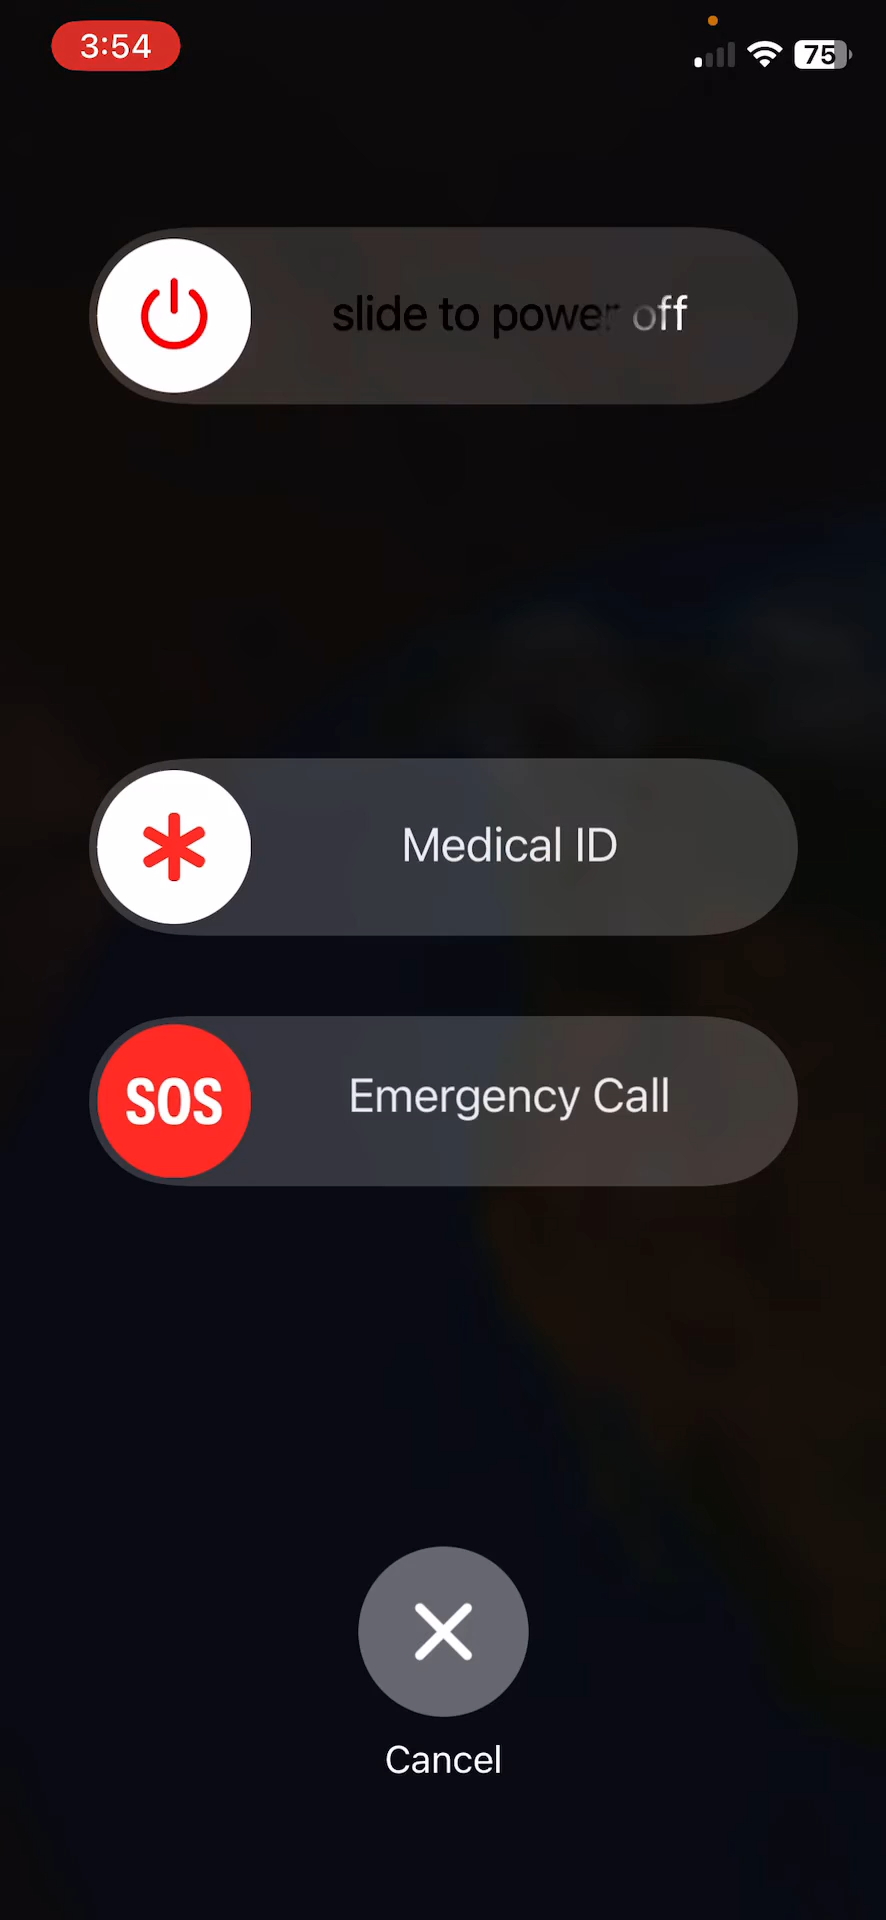 3:54
75
slide to power off
Medical ID
SOS
Emergency Call
Cancel